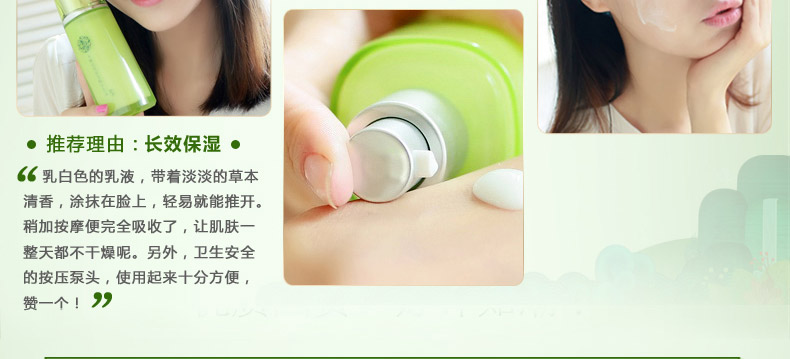 • 推荐理由：长效保湿 •
“ 乳白色的乳液，带着淡淡的草本
清香，涂抹在脸上，轻易就能推开。
稍加按摩便完全吸收了，让肌肤一
整天都不干燥呢。另外，卫生安全
的按压泵头，使用起来十分方便，
赞一个！ ”